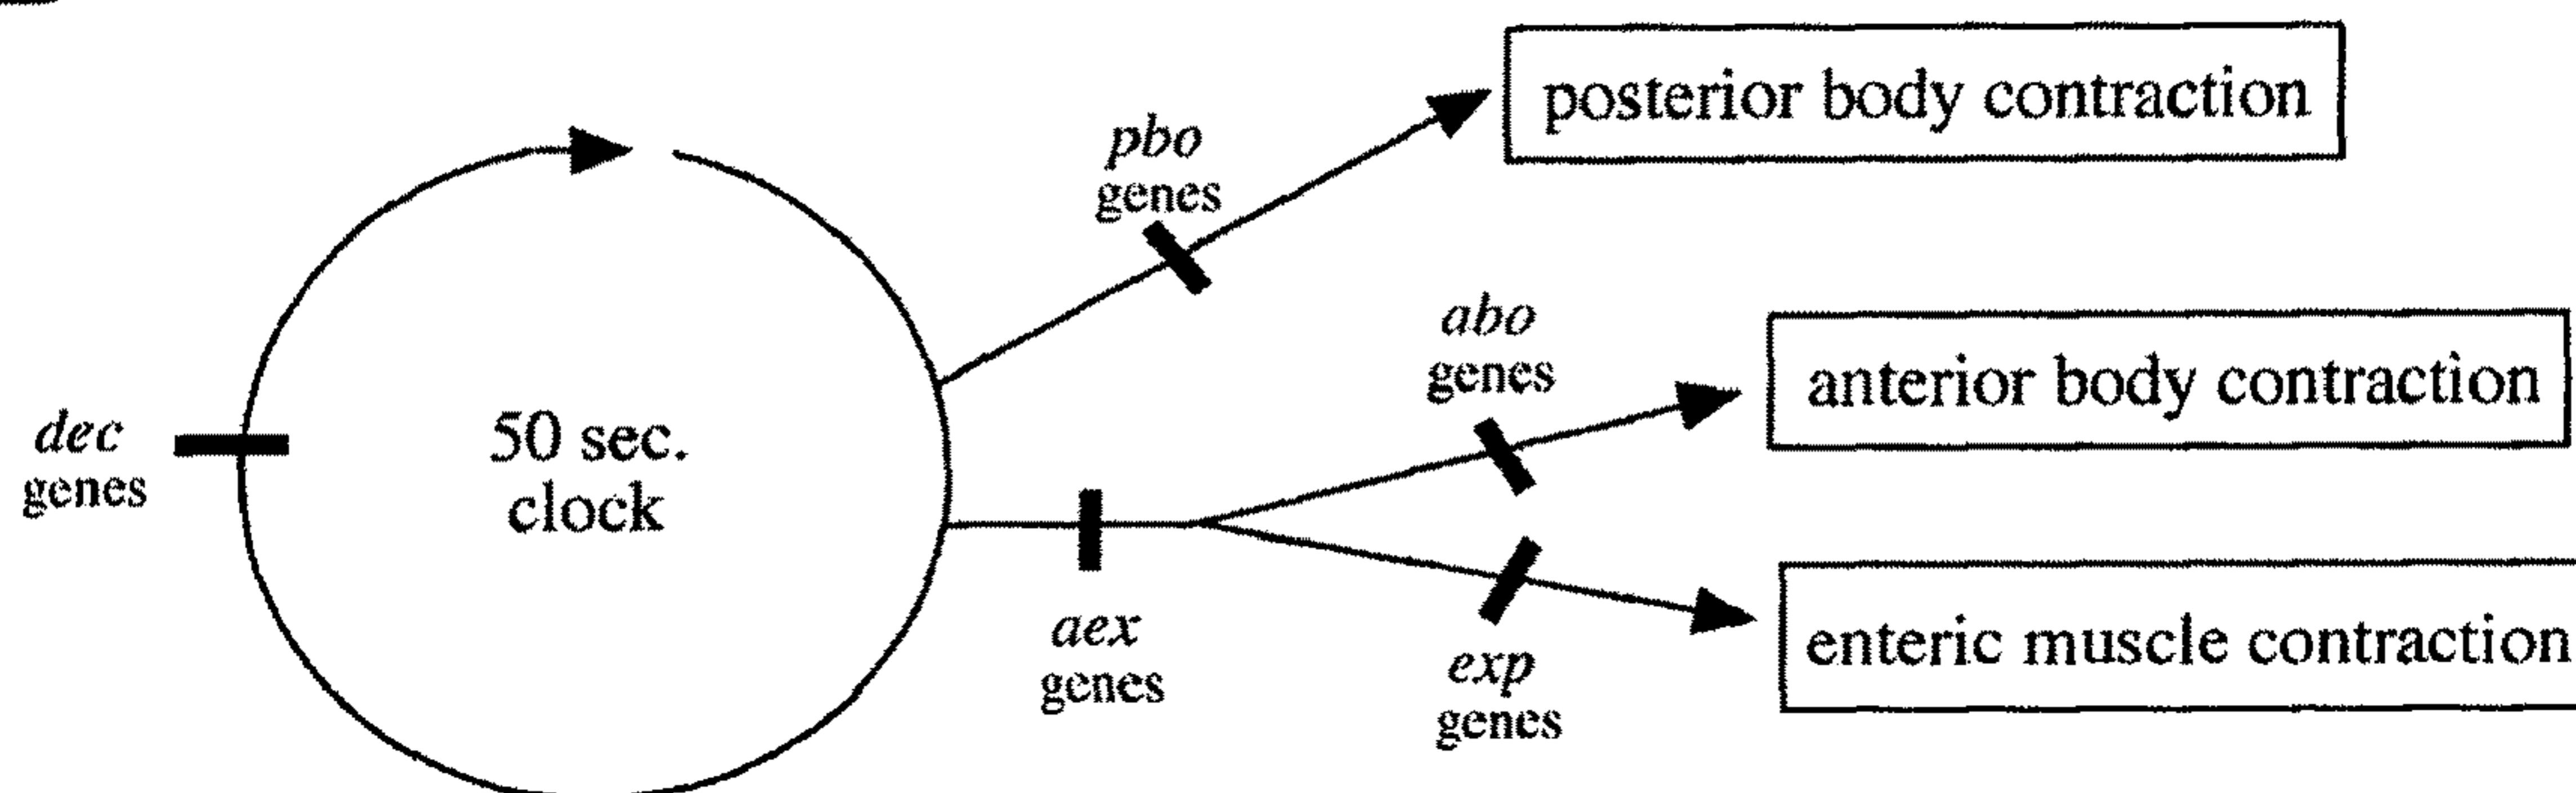 posterior body contraction
pbo
genes
abo
genes
anterior body contraction
dec
genes
50 sec.
clock
aex
genes
exp
genes
enteric muscle contraction